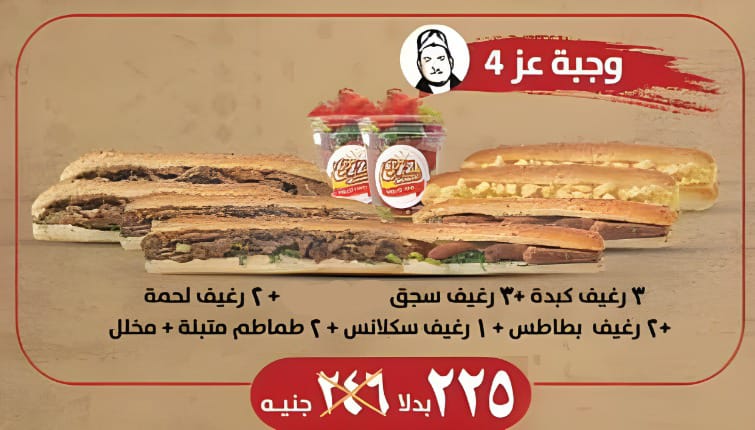 وجبة عز 4
٣ رغيف كبدة +٣ رغيف سجق + ٢ رغيف لحمة
+٢ رغيف بطاطس + ١ رغيف سكلانس + ٢ طماطم متبلة + مخلل
٢٢٥ بدلا ٢٤٦ جنيه